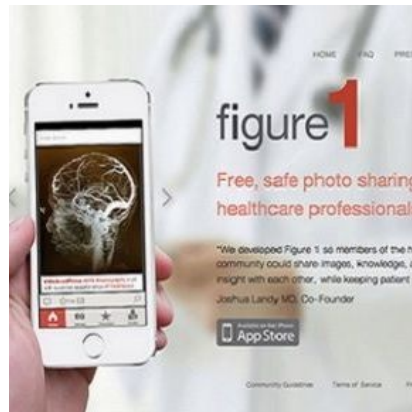 HOME FAQ
figure 1
Free, safe photo sharing
healthcare professional
"We developed Figure 1 so members of the
community could share images, knowledge,
insight with each other, while keeping patient
Joshua Landy MD, Co-Founder
App Store
Community Guidelines Terms of Service